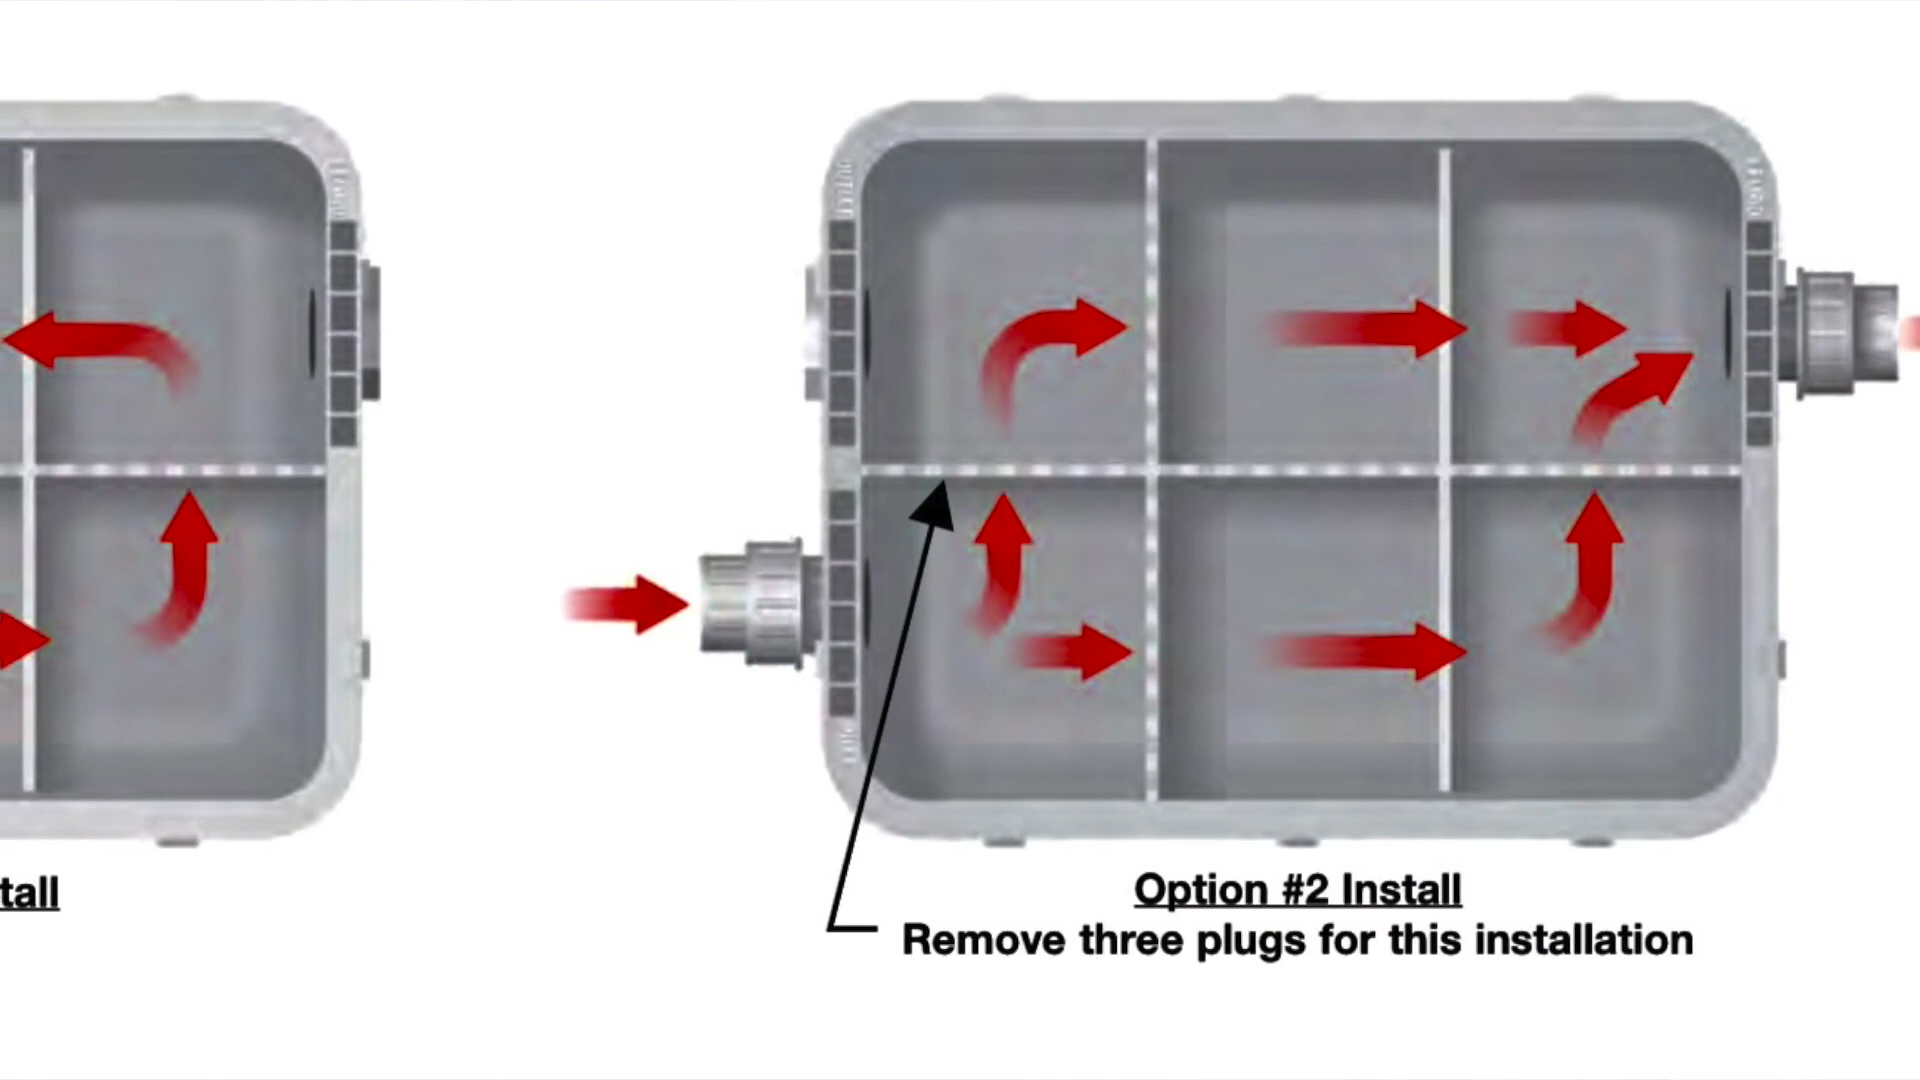 tall
Option #2 Install
Remove three plugs for this installation